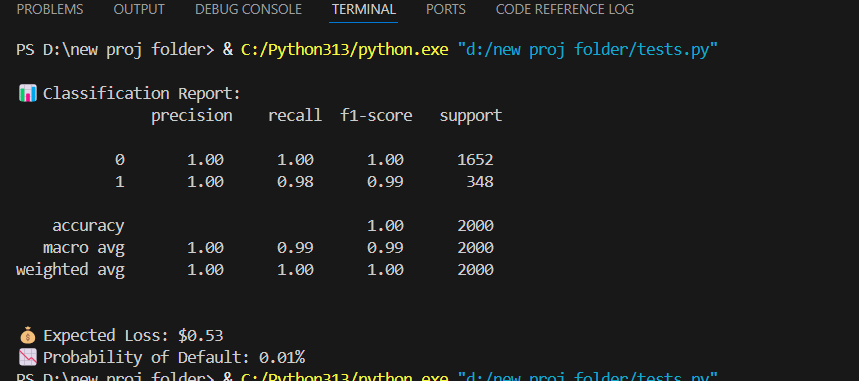 PROBLEMS OUTPUT DEBUG CONSOLE TERMINAL PORTS CODE REFERENCE LOG
PS D:\new proj folder> & C:/Python313/python.exe "d:/new proj folder/tests.py"
📊 Classification Report:
precision recall f1-score support
0 1.00 1.00 1.00 1652
1 1.00 0.98 0.99 348
accuracy 1.00 2000
macro avg 1.00 0.99 0.99 2000
weighted avg 1.00 1.00 1.00 2000
💰 Expected Loss: $0.53
📉 Probability of Default: 0.01%
PS D:\new proj folder> & C:/Python313/python.exe "d:/new proj folder/tests.py"